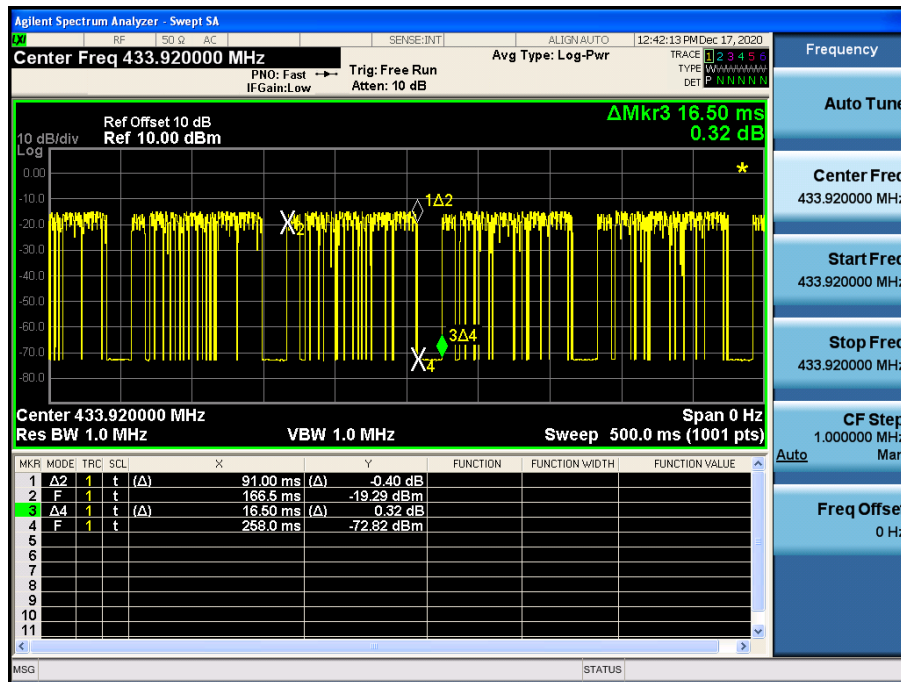 Agilent Spectrum Analyzer - Swept SA
LXI RF 50 Ω AC SENSE:INT ALIGN AUTO 12:42:13 PM Dec 17, 2020
Center Freq 433.920000 MHz
PNO: Fast
IFGain:Low
Trig: Free Run
Atten: 10 dB
Avg Type: Log-Pwr
TRACE 1 2 3 4 5 6
TYPE WWWWWW
DET P N N N N N
Ref Offset 10 dB
Ref 10.00 dBm
10 dB/div
Log
ΔMkr3 16.50 ms
0.32 dB
0.00
-10.0
-20.0
-30.0
-40.0
-50.0
-60.0
-70.0
-80.0
1Δ2
2
3Δ4
4
*
Center 433.920000 MHz
Span 0 Hz
Res BW 1.0 MHz
VBW 1.0 MHz
Sweep 500.0 ms (1001 pts)
MKR MODE TRC SCL X Y FUNCTION FUNCTION WIDTH FUNCTION VALUE
1 Δ2 1 t (Δ) 91.00 ms (Δ) -0.40 dB
2 F 1 t 166.5 ms -19.29 dBm
3 Δ4 1 t (Δ) 16.50 ms (Δ) 0.32 dB
4 F 1 t 258.0 ms -72.82 dBm
5
6
7
8
9
10
11
MSG STATUS
Frequency
Auto Tune
Center Freq
433.920000 MHz
Start Freq
433.920000 MHz
Stop Freq
433.920000 MHz
CF Step
1.000000 MHz
Auto Man
Freq Offset
0 Hz